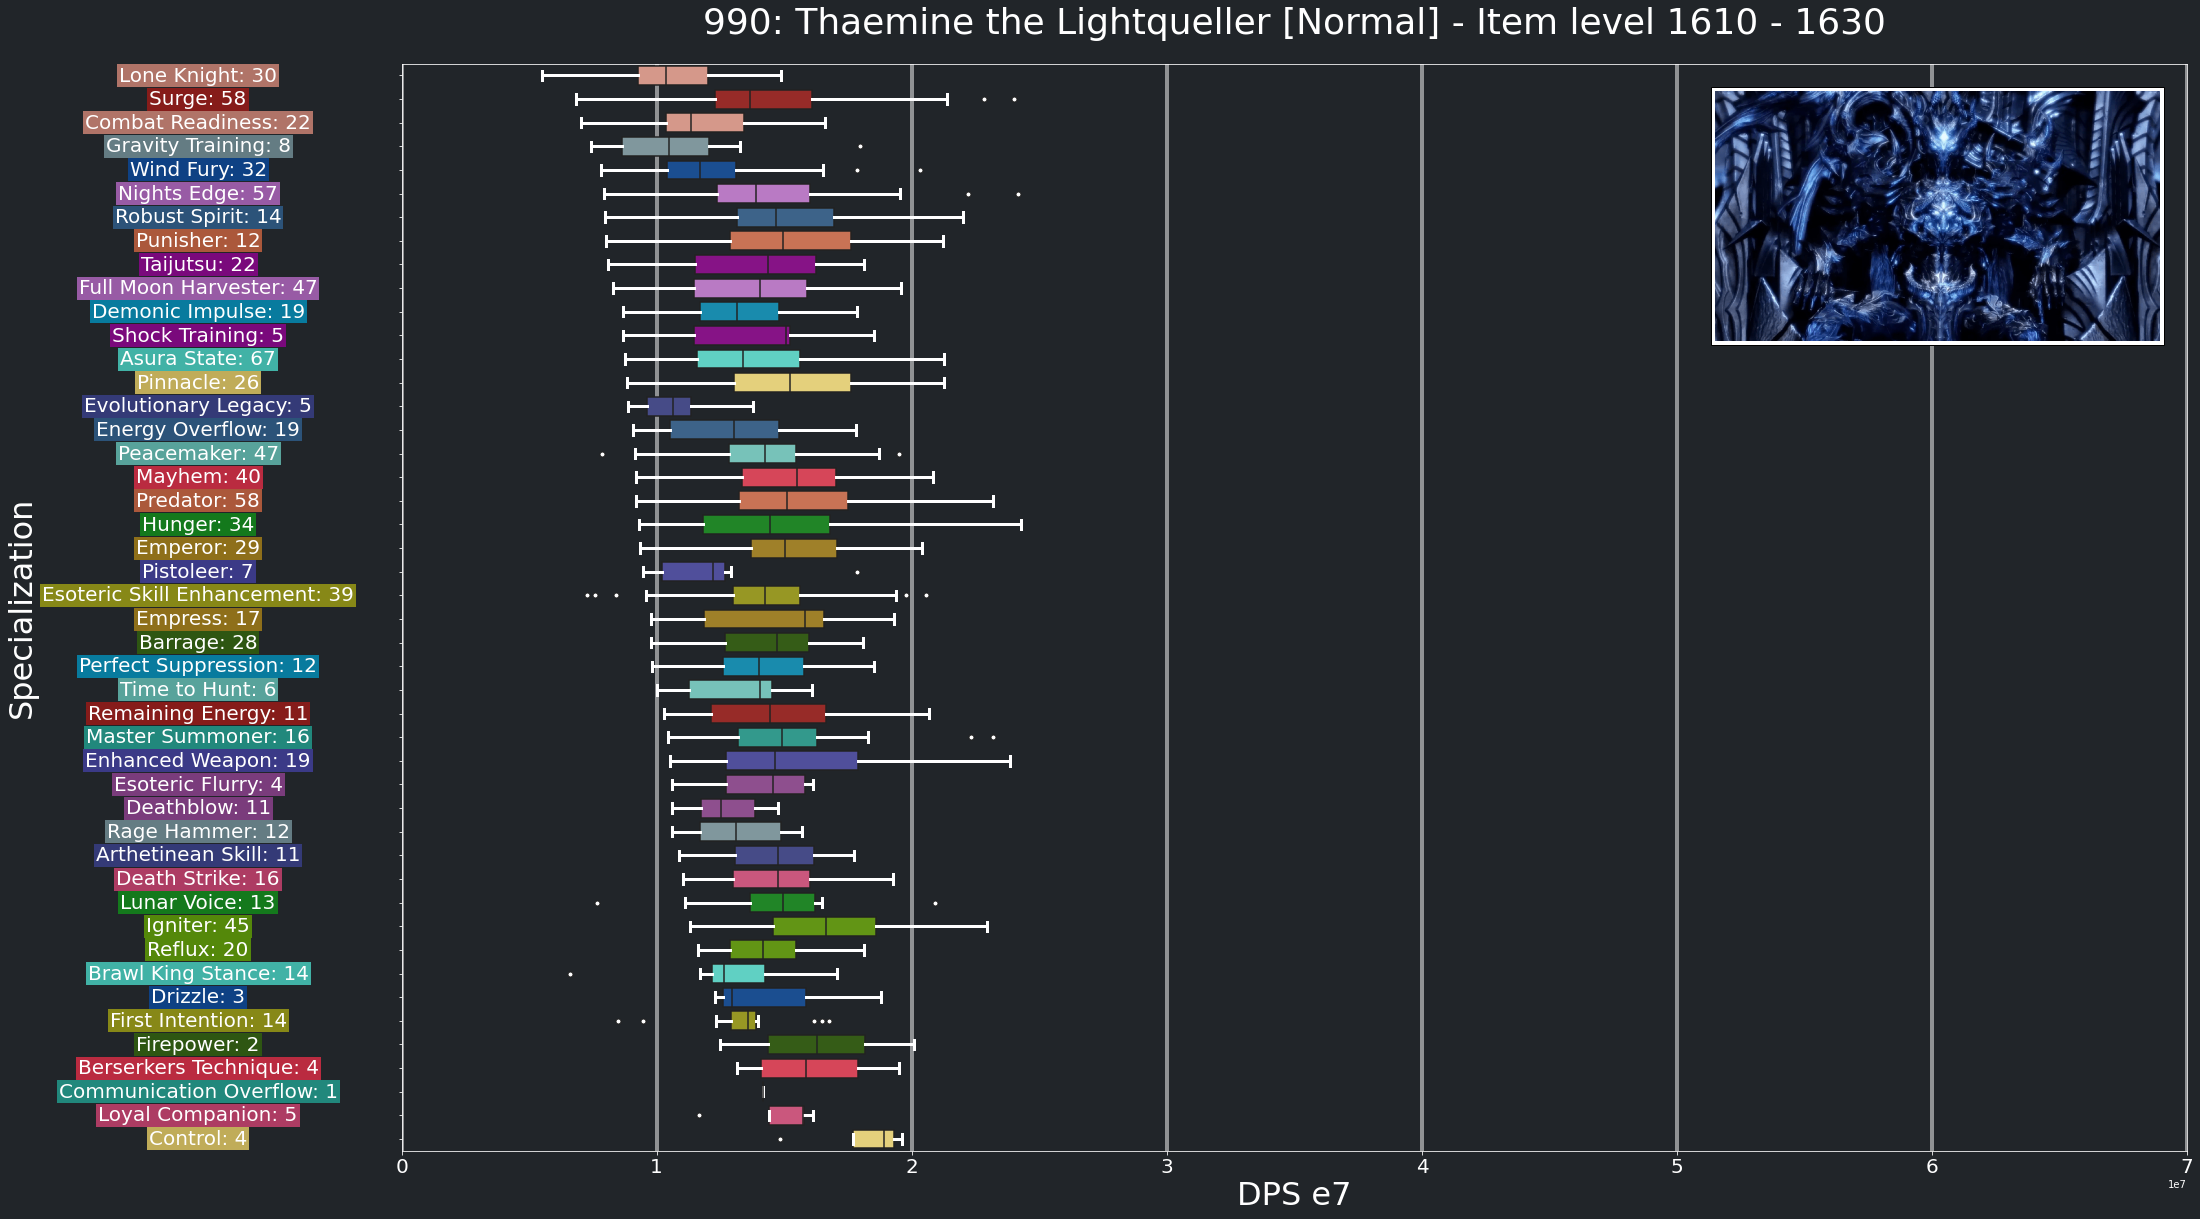 990: Thaemine the Lightqueller [Normal] - Item level 1610 - 1630
Specialization
Lone Knight: 30
Surge: 58
Combat Readiness: 22
Gravity Training: 8
Wind Fury: 32
Nights Edge: 57
Robust Spirit: 14
Punisher: 12
Taijutsu: 22
Full Moon Harvester: 47
Demonic Impulse: 19
Shock Training: 5
Asura State: 67
Pinnacle: 26
Evolutionary Legacy: 5
Energy Overflow: 19
Peacemaker: 47
Mayhem: 40
Predator: 58
Hunger: 34
Emperor: 29
Pistoleer: 7
Esoteric Skill Enhancement: 39
Empress: 17
Barrage: 28
Perfect Suppression: 12
Time to Hunt: 6
Remaining Energy: 11
Master Summoner: 16
Enhanced Weapon: 19
Esoteric Flurry: 4
Deathblow: 11
Rage Hammer: 12
Arthetinean Skill: 11
Death Strike: 16
Lunar Voice: 13
Igniter: 45
Reflux: 20
Brawl King Stance: 14
Drizzle: 3
First Intention: 14
Firepower: 2
Berserkers Technique: 4
Communication Overflow: 1
Loyal Companion: 5
Control: 4
0 1 2 3 4 5 6 7
1e7
DPS e7